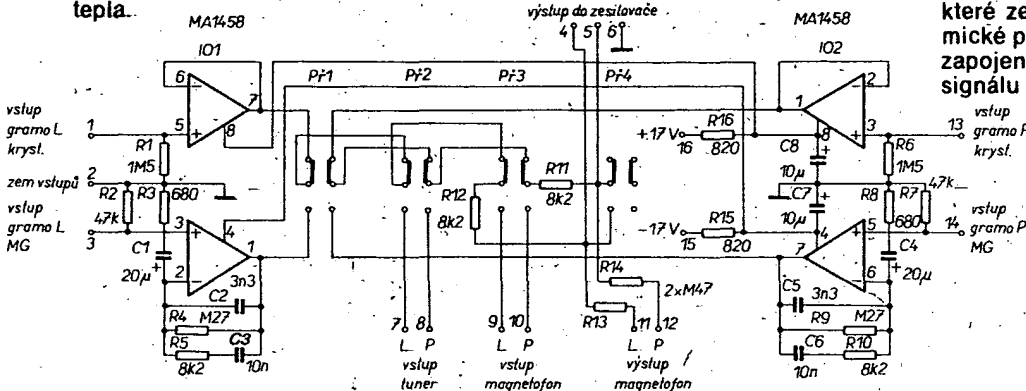 tepla.
které ze
mické p
zapojen
signálu
MA1458
IO1
6
7
8
5
vstup
gramo L
kryst.
1
R1
1M5
zem vstupů
2
R2
R3
680
47k
vstup
gramo L
MG
3
3
4
1
2
C1
20µ
3n3
C2
R4
M27
R5
C3
8k2
10n
Př1
Př2
Př3
Př4
výstup do zesilovače
4
5
6
R12
8k2
R11
8k2
R14
2xM47
R13
7
8
L
P
vstup
tuner
9
10
L
P
vstup
magnetofon
11
12
L
P
výstup
magnetofon
+17V
16
R16
820
-17V
15
R15
820
C8
10µ
C7
10µ
MA1458
IO2
2
1
8
3
R6
1M5
13
vstup
gramo P
kryst.
R8
R7
47k
680
5
4
7
6
14
vstup
gramo P
MG
C4
20µ
C5
3n3
R9
M27
C6
R10
10n
8k2